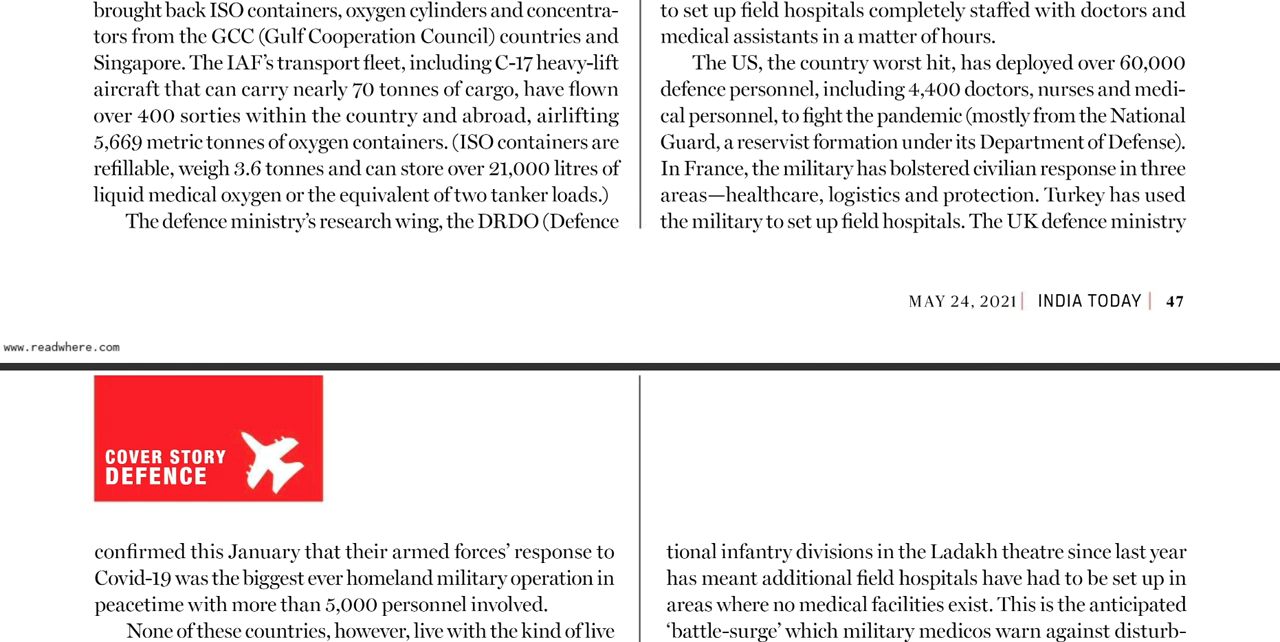 brought back ISO containers, oxygen cylinders and concentra-
tors from the GCC (Gulf Cooperation Council) countries and
Singapore. The IAF's transport fleet, including C-17 heavy-lift
aircraft that can carry nearly 70 tonnes of cargo, have flown
over 400 sorties within the country and abroad, airlifting
5,669 metric tonnes of oxygen containers. (ISO containers are
refillable, weigh 3.6 tonnes and can store over 21,000 litres of
liquid medical oxygen or the equivalent of two tanker loads.)
The defence ministry's research wing, the DRDO (Defence
to set up field hospitals completely staffed with doctors and
medical assistants in a matter of hours.
The US, the country worst hit, has deployed over 60,000
defence personnel, including 4,400 doctors, nurses and medi-
cal personnel, to fight the pandemic (mostly from the National
Guard, a reservist formation under its Department of Defense).
In France, the military has bolstered civilian response in three
areas—healthcare, logistics and protection. Turkey has used
the military to set up field hospitals. The UK defence ministry
MAY 24, 2021 | INDIA TODAY | 47
www.readwhere.com
COVER STORY
DEFENCE
confirmed this January that their armed forces' response to
Covid-19 was the biggest ever homeland military operation in
peacetime with more than 5,000 personnel involved.
None of these countries, however, live with the kind of live
tional infantry divisions in the Ladakh theatre since last year
has meant additional field hospitals have had to be set up in
areas where no medical facilities exist. This is the anticipated
'battle-surge' which military medicos warn against disturb-